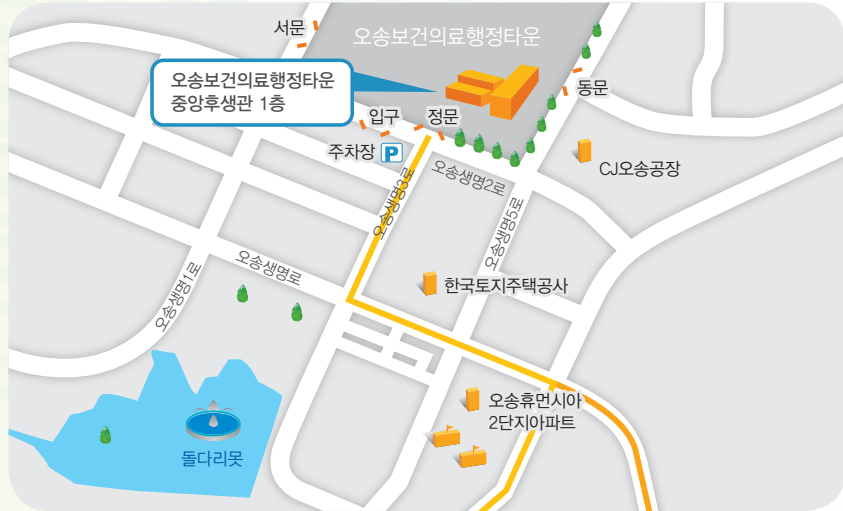 서문
오송보건의료행정타운
오송보건의료행정타운
중앙후생관 1층
동문
입구
정문
주차장 P
CJ오송공장
오송생명2로
오송생명3로
오송생명5로
오송생명로
오송생명1로
한국토지주택공사
오송휴먼시아
2단지아파트
돌다리못